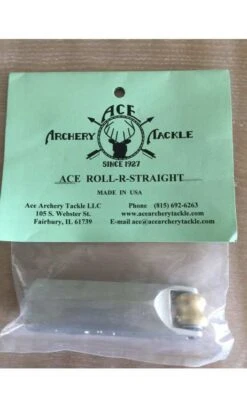 ACE
ARCHERY TACKLE
SINCE 1927
ACE ROLL-R-STRAIGHT
MADE IN USA
Ace Archery Tackle LLC Phone (815) 692-6263
105 S. Webster St. www.acearcherytackle.com
Fairbury, IL 61739 E-mail ace@acearcherytackle.com